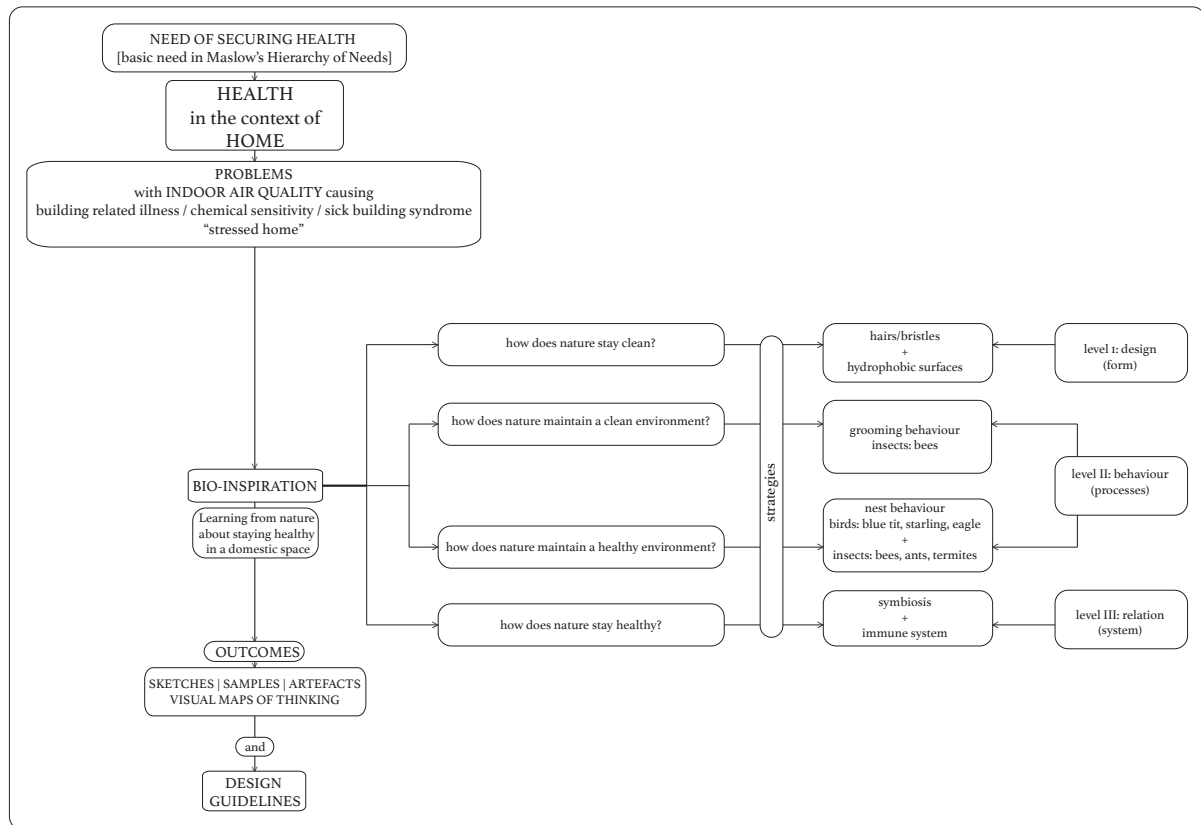 NEED OF SECURING HEALTH
[basic need in Maslow's Hierarchy of Needs]
HEALTH
in the context of
HOME
PROBLEMS
with INDOOR AIR QUALITY causing
building related illness / chemical sensitivity / sick building syndrome
“stressed home”
BIO-INSPIRATION
Learning from nature
about staying healthy
in a domestic space
OUTCOMES
SKETCHES | SAMPLES | ARTEFACTS
VISUAL MAPS OF THINKING
and
DESIGN
GUIDELINES
how does nature stay clean?
how does nature maintain a clean environment?
how does nature maintain a healthy environment?
how does nature stay healthy?
strategies
hairs/bristles
+
hydrophobic surfaces
grooming behaviour
insects: bees
nest behaviour
birds: blue tit, starling, eagle
+
insects: bees, ants, termites
symbiosis
+
immune system
level I: design
(form)
level II: behaviour
(processes)
level III: relation
(system)